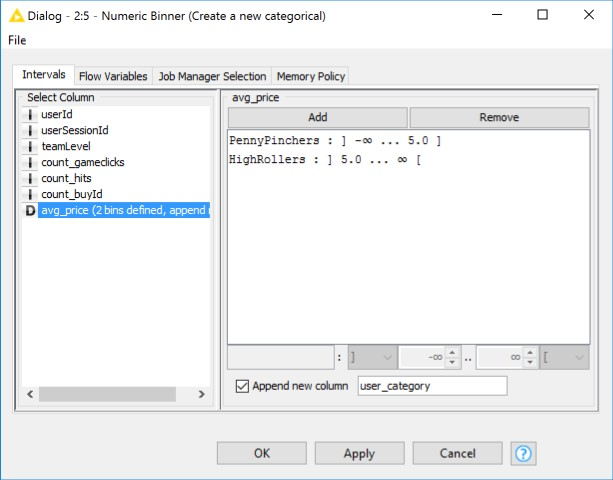 Dialog - 2:5 - Numeric Binner (Create a new categorical)
File
Intervals Flow Variables Job Manager Selection Memory Policy
Select Column
I userId
I userSessionId
I teamLevel
I count_gameclicks
I count_hits
I count_buyId
D avg_price (2 bins defined, append
avg_price
Add Remove
PennyPinchers : ] -∞ ... 5.0 ]
HighRollers : ] 5.0 ... ∞ [
: ] -∞ .. ∞ [
Append new column user_category
OK Apply Cancel ?